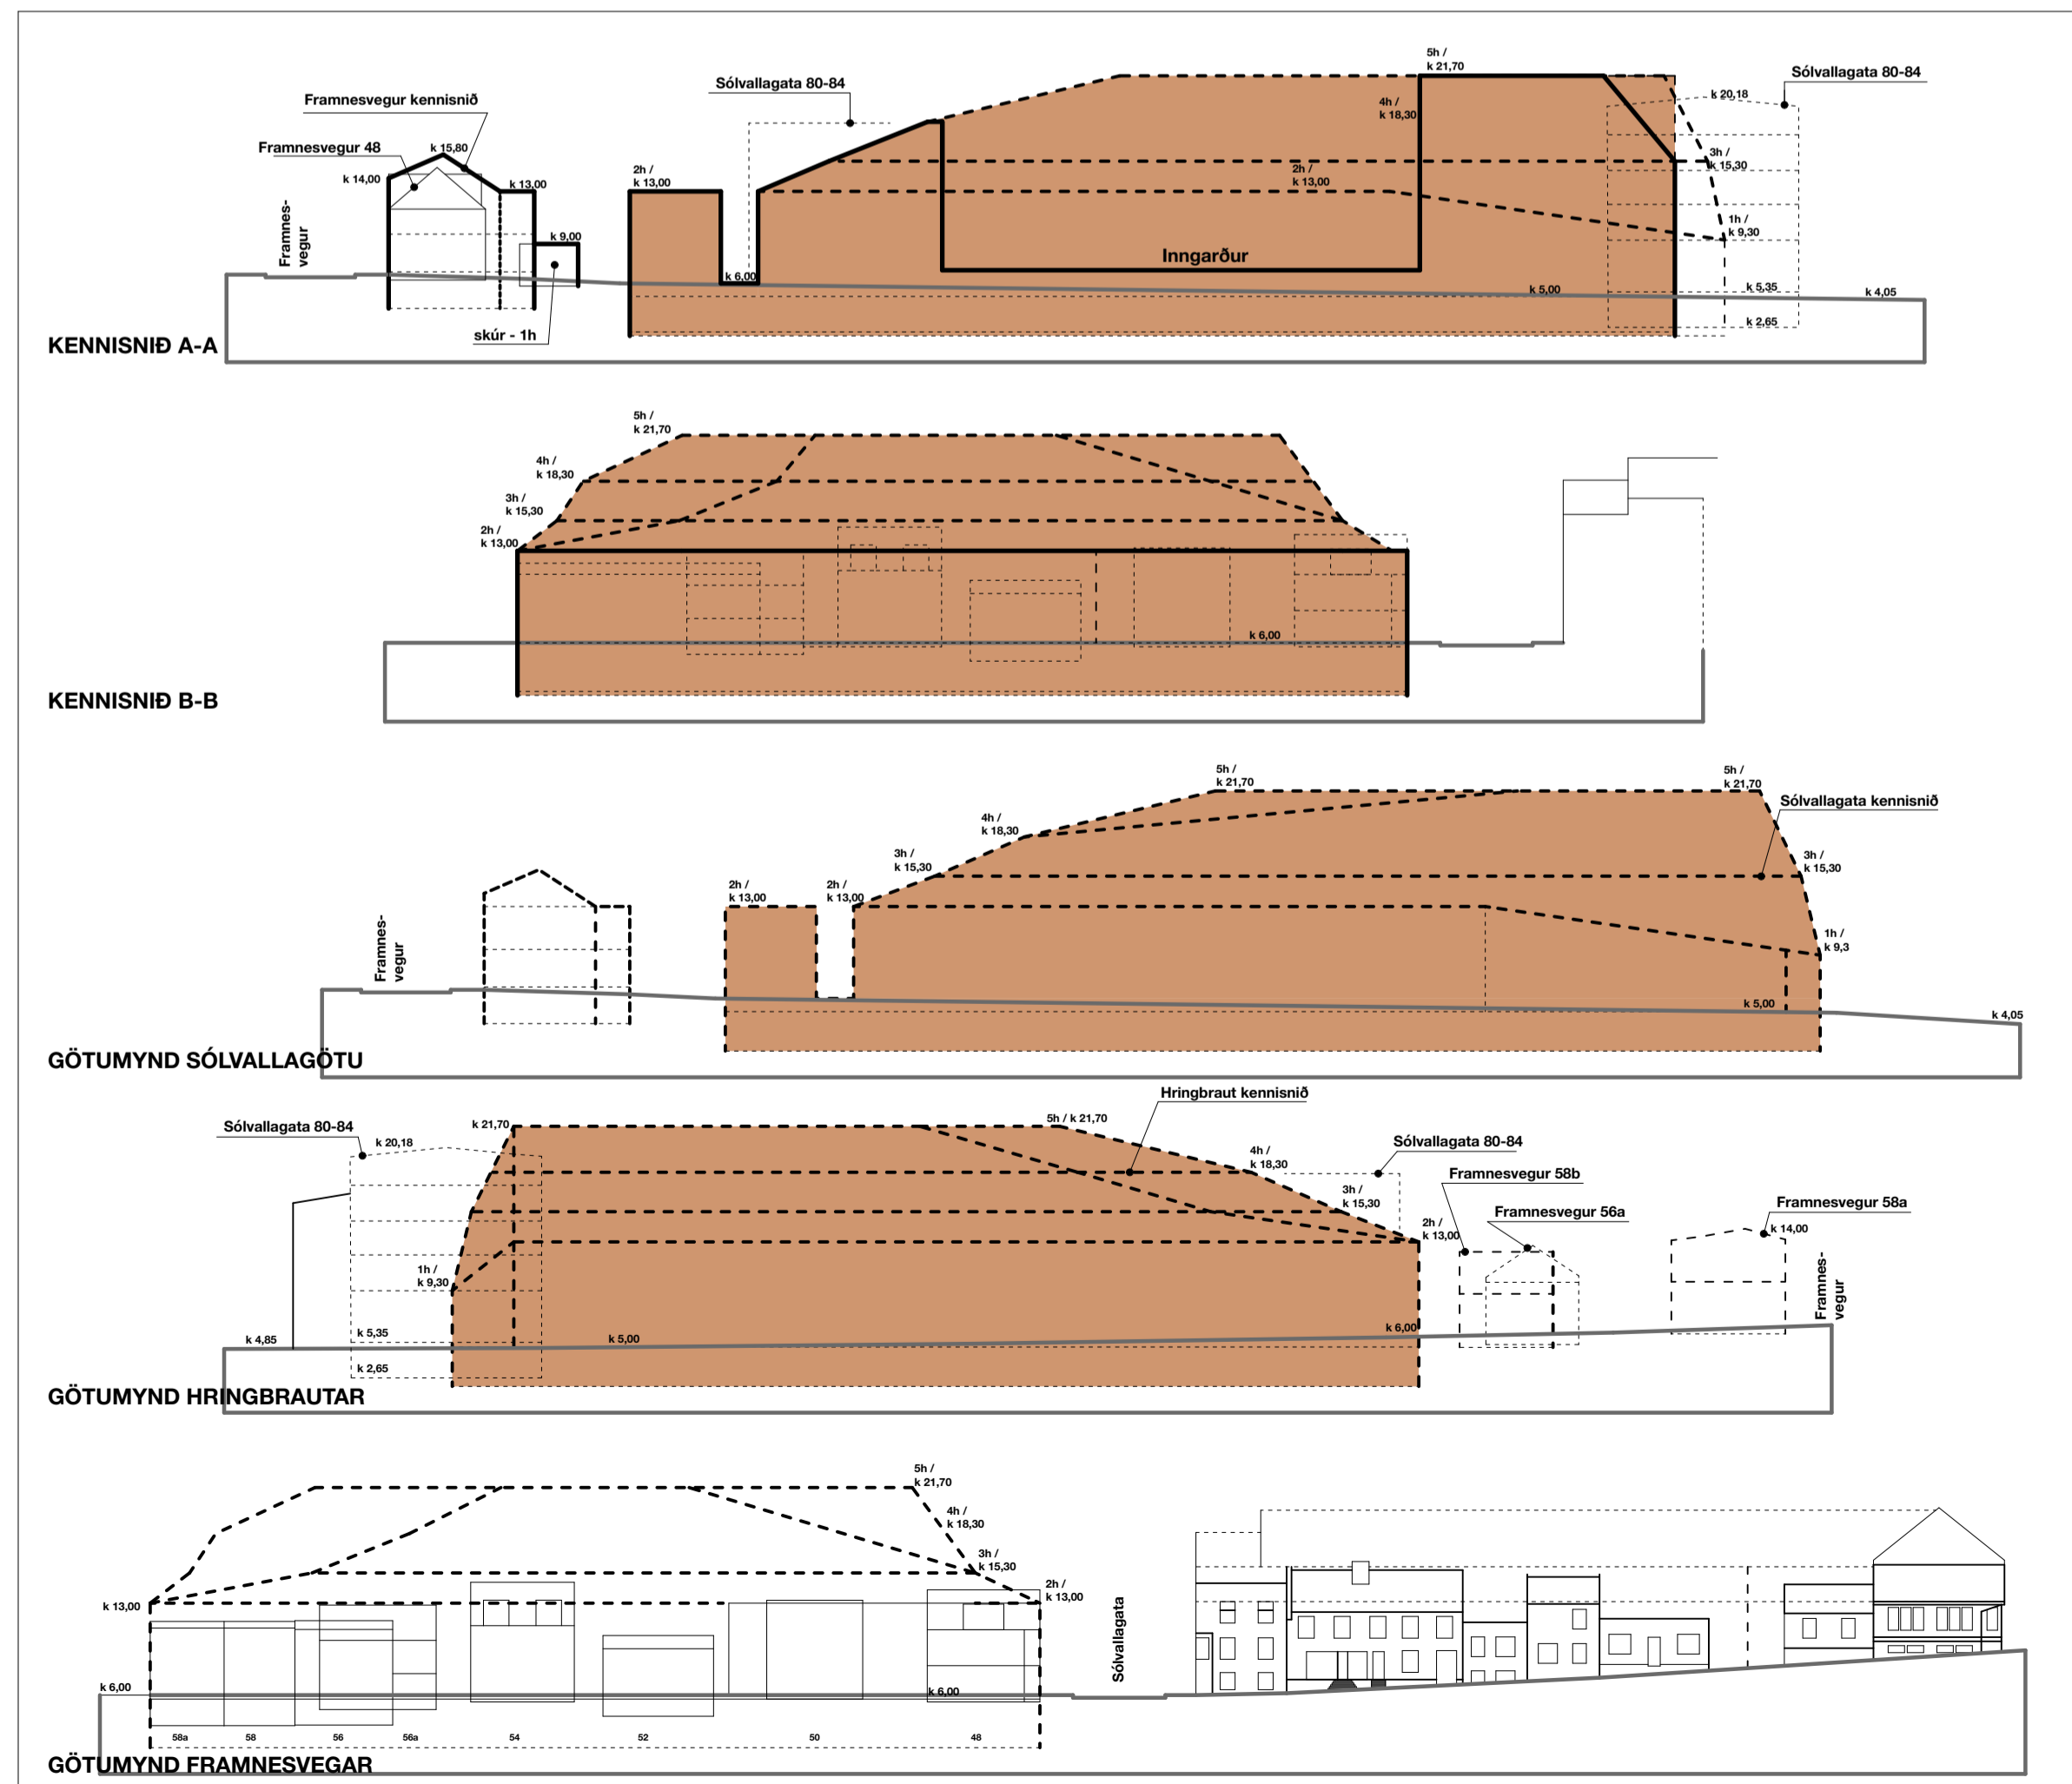 Framnesvegur kennisnið
Framnesvegur 48
k 15,80
k 14,00
k 13,00
k 9,00
Framnes-
vegur
skúr - 1h
Sólvallagata 80-84
2h /
k 13,00
k 6,00
5h /
k 21,70
4h /
k 18,30
2h /
k 13,00
Inngarður
Sólvallagata 80-84
k 20,18
3h /
k 15,30
1h /
k 9,30
k 5,00
k 5,35
k 4,05
k 2,65
KENNISNIÐ A-A
5h /
k 21,70
4h /
k 18,30
3h /
k 15,30
2h /
k 13,00
k 6,00
KENNISNIÐ B-B
5h /
k 21,70
5h /
k 21,70
Sólvallagata kennisnið
4h /
k 18,30
3h /
k 15,30
3h /
k 15,30
2h /
k 13,00
2h /
k 13,00
Framnes-
vegur
1h /
k 9,3
k 5,00
k 4,05
GÖTUMYND SÓLVALLAGÖTU
Hringbraut kennisnið
Sólvallagata 80-84
k 20,18
k 21,70
5h / k 21,70
4h /
k 18,30
Sólvallagata 80-84
Framnesvegur 58b
3h /
k 15,30
Framnesvegur 56a
Framnesvegur 58a
2h /
k 13,00
k 14,00
Framnes-
vegur
1h /
k 9,30
k 4,85
k 5,35
k 5,00
k 6,00
k 2,65
GÖTUMYND HRINGBRAUTAR
5h /
k 21,70
4h /
k 18,30
3h /
k 15,30
2h /
k 13,00
k 13,00
Sólvallagata
k 6,00
k 6,00
58a 58 56 56a 54 52 50 48
GÖTUMYND FRAMNESVEGAR